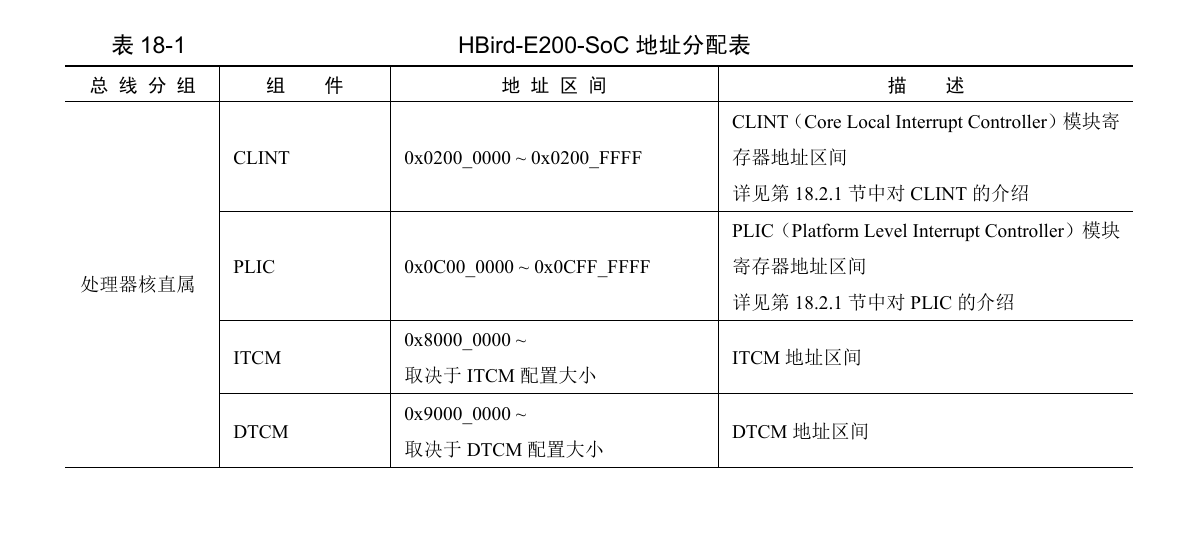 表 18-1 HBird-E200-SoC 地址分配表
总线分组 组件 地址区间 描述
处理器核直属
CLINT
0x0200_0000 ~ 0x0200_FFFF
CLINT（Core Local Interrupt Controller）模块寄
存器地址区间
详见第 18.2.1 节中对 CLINT 的介绍
PLIC
0x0C00_0000 ~ 0x0CFF_FFFF
PLIC（Platform Level Interrupt Controller）模块
寄存器地址区间
详见第 18.2.1 节中对 PLIC 的介绍
ITCM
0x8000_0000 ~
取决于 ITCM 配置大小
ITCM 地址区间
DTCM
0x9000_0000 ~
取决于 DTCM 配置大小
DTCM 地址区间